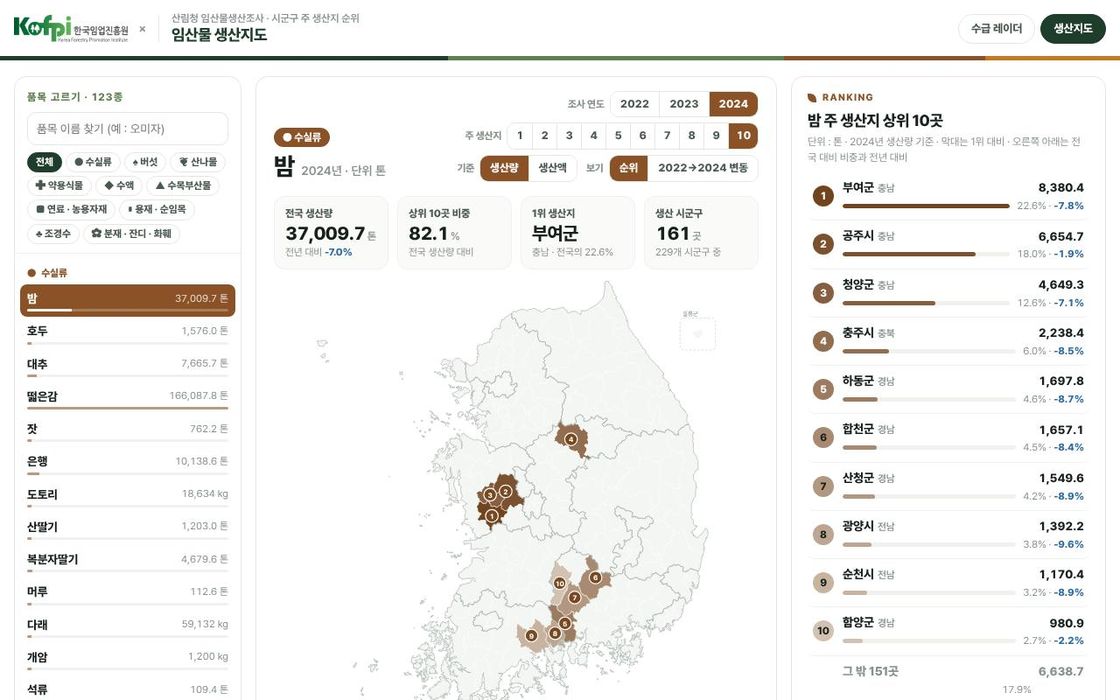 Kofpi 한국임업진흥원
Korea Forestry Promotion Institute
×
산림청 임산물생산조사 · 시군구 주 생산지 순위
임산물 생산지도
수급 레이더
생산지도
품목 고르기 · 123종
품목 이름 찾기 (예 : 오미자)
전체
수실류
버섯
산나물
약용식물
수액
수목부산물
연료 · 농용자재
용재 · 순임목
조경수
분재 · 잔디 · 화훼
수실류
밤 37,009.7 톤
호두 1,576.0 톤
대추 7,665.7 톤
떫은감 166,087.8 톤
잣 762.2 톤
은행 10,138.6 톤
도토리 18,634 kg
산딸기 1,203.0 톤
복분자딸기 4,679.6 톤
머루 112.6 톤
다래 59,132 kg
개암 1,200 kg
석류 109.4 톤
조사 연도 2022 2023 2024
수실류
주 생산지 1 2 3 4 5 6 7 8 9 10
밤 2024년 · 단위 톤
기준 생산량 생산액 보기 순위 2022→2024 변동
전국 생산량
37,009.7 톤
전년 대비 -7.0%
상위 10곳 비중
82.1 %
전국 생산량 대비
1위 생산지
부여군
충남 · 전국의 22.6%
생산 시군구
161 곳
229개 시군구 중
울릉군
4
3
2
1
6
10
7
5
9
8
RANKING
밤 주 생산지 상위 10곳
단위 : 톤 · 2024년 생산량 기준 · 막대는 1위 대비 · 오른쪽 아래는 전
국 대비 비중과 전년 대비
1 부여군 충남 8,380.4
22.6% · -7.8%
2 공주시 충남 6,654.7
18.0% · -1.9%
3 청양군 충남 4,649.3
12.6% · -7.1%
4 충주시 충북 2,238.4
6.0% · -8.5%
5 하동군 경남 1,697.8
4.6% · -8.7%
6 합천군 경남 1,657.1
4.5% · -8.4%
7 산청군 경남 1,549.6
4.2% · -8.9%
8 광양시 전남 1,392.2
3.8% · -9.6%
9 순천시 전남 1,170.4
3.2% · -8.9%
10 함양군 경남 980.9
2.7% · -2.2%
그 밖 151곳 6,638.7
17.9%